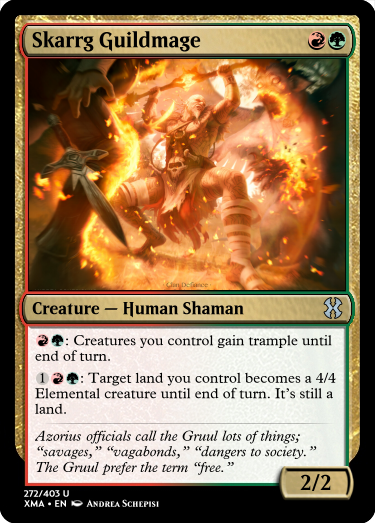 Skarrg Guildmage
Creature — Human Shaman
: Creatures you control gain trample until
end of turn.
1 : Target land you control becomes a 4/4
Elemental creature until end of turn. It's still a
land.
Azorius officials call the Gruul lots of things;
“savages,” “vagabonds,” “dangers to society.”
The Gruul prefer the term “free.”
2/2
272/403 U
XMA • EN Andrea Schepisi